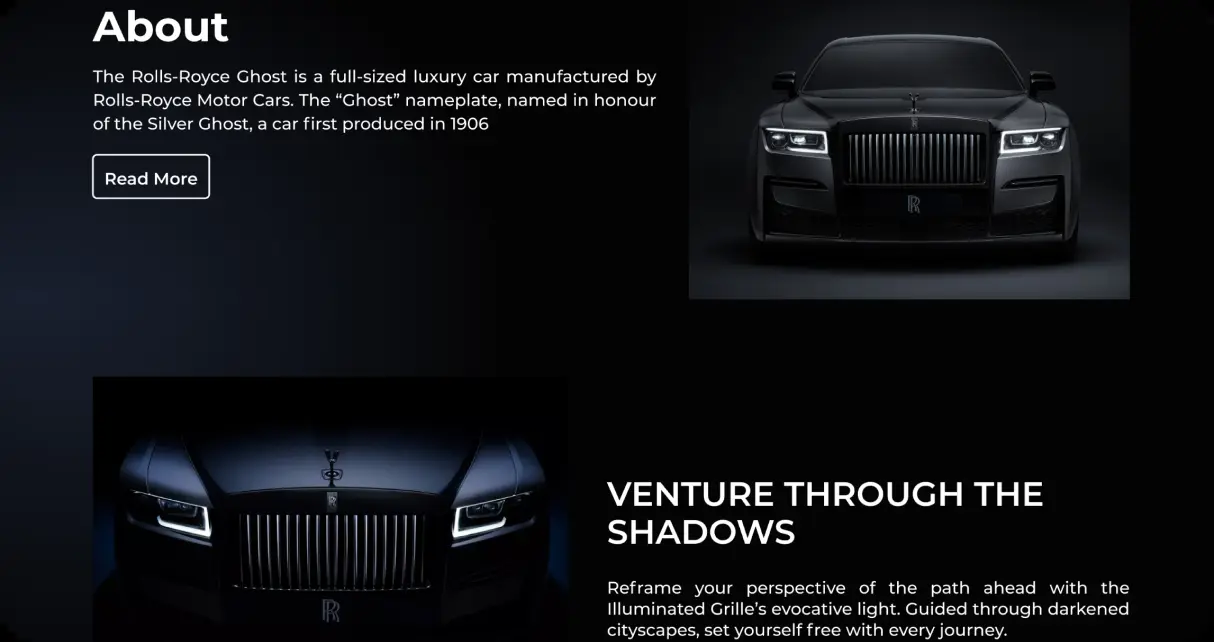 About
The Rolls-Royce Ghost is a full-sized luxury car manufactured by
Rolls-Royce Motor Cars. The “Ghost” nameplate, named in honour
of the Silver Ghost, a car first produced in 1906
Read More
VENTURE THROUGH THE
SHADOWS
Reframe your perspective of the path ahead with the
Illuminated Grille’s evocative light. Guided through darkened
cityscapes, set yourself free with every journey.